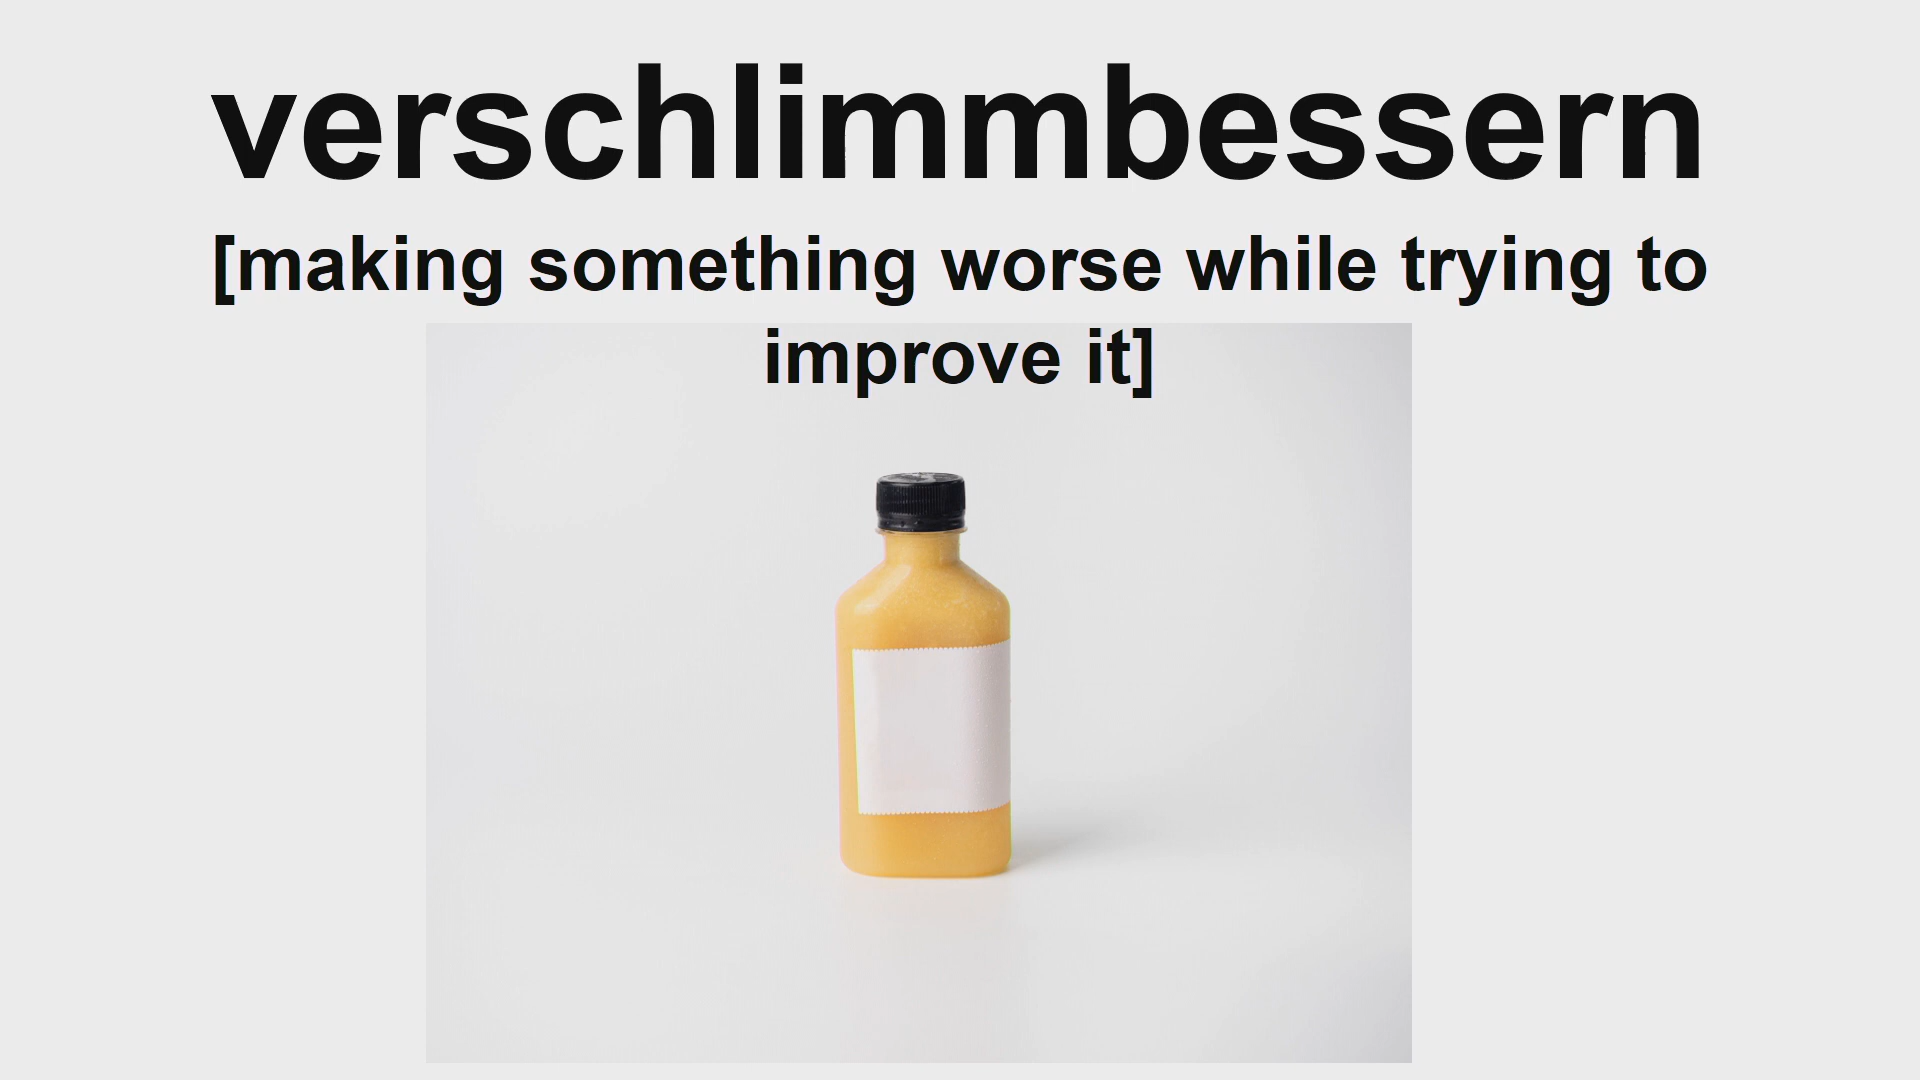 verschlimmbessern
[making something worse while trying to
improve it]